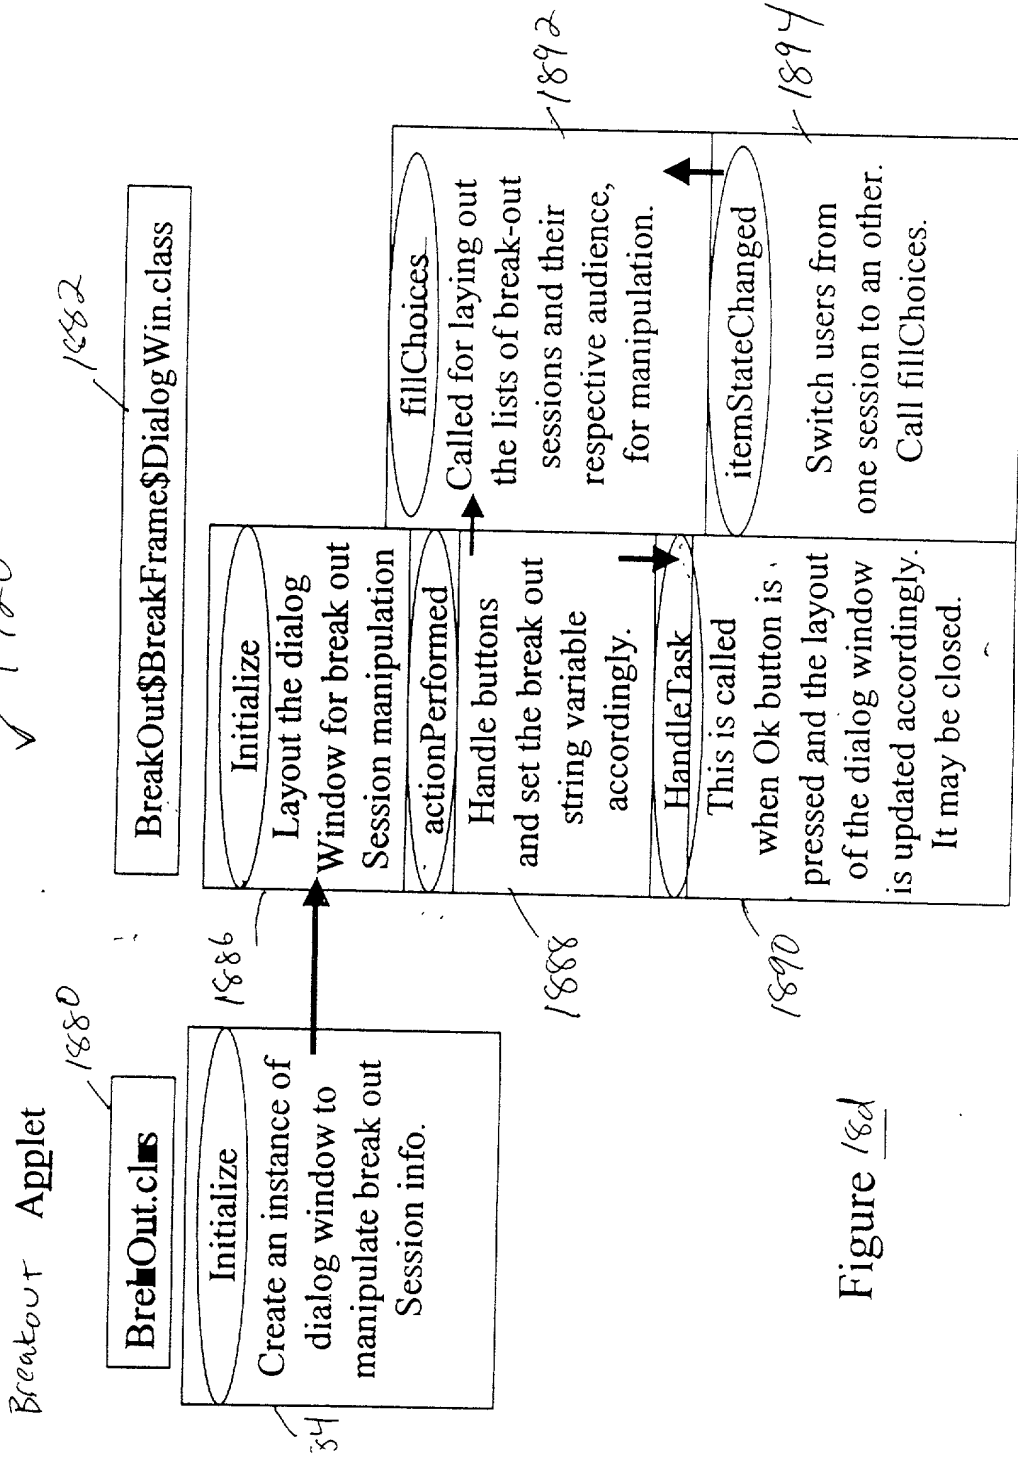 Breakout Applet
1880
BreakOut$BreakFrame$DialogWin.class
1882
Initialize
Create an instance of
dialog window to
manipulate break out
Session info.
1886
Initialize
Layout the dialog
Window for break out
Session manipulation
1888
actionPerformed
Handle buttons
and set the break out
string variable
accordingly.
1890
HandleTask
This is called
when Ok button is
pressed and the layout
of the dialog window
is updated accordingly.
It may be closed.
fillChoices
Called for laying out
the lists of break-out
sessions and their
respective audience,
for manipulation.
1892
itemStateChanged
Switch users from
one session to an other.
Call fillChoices.
1894
Figure 18d